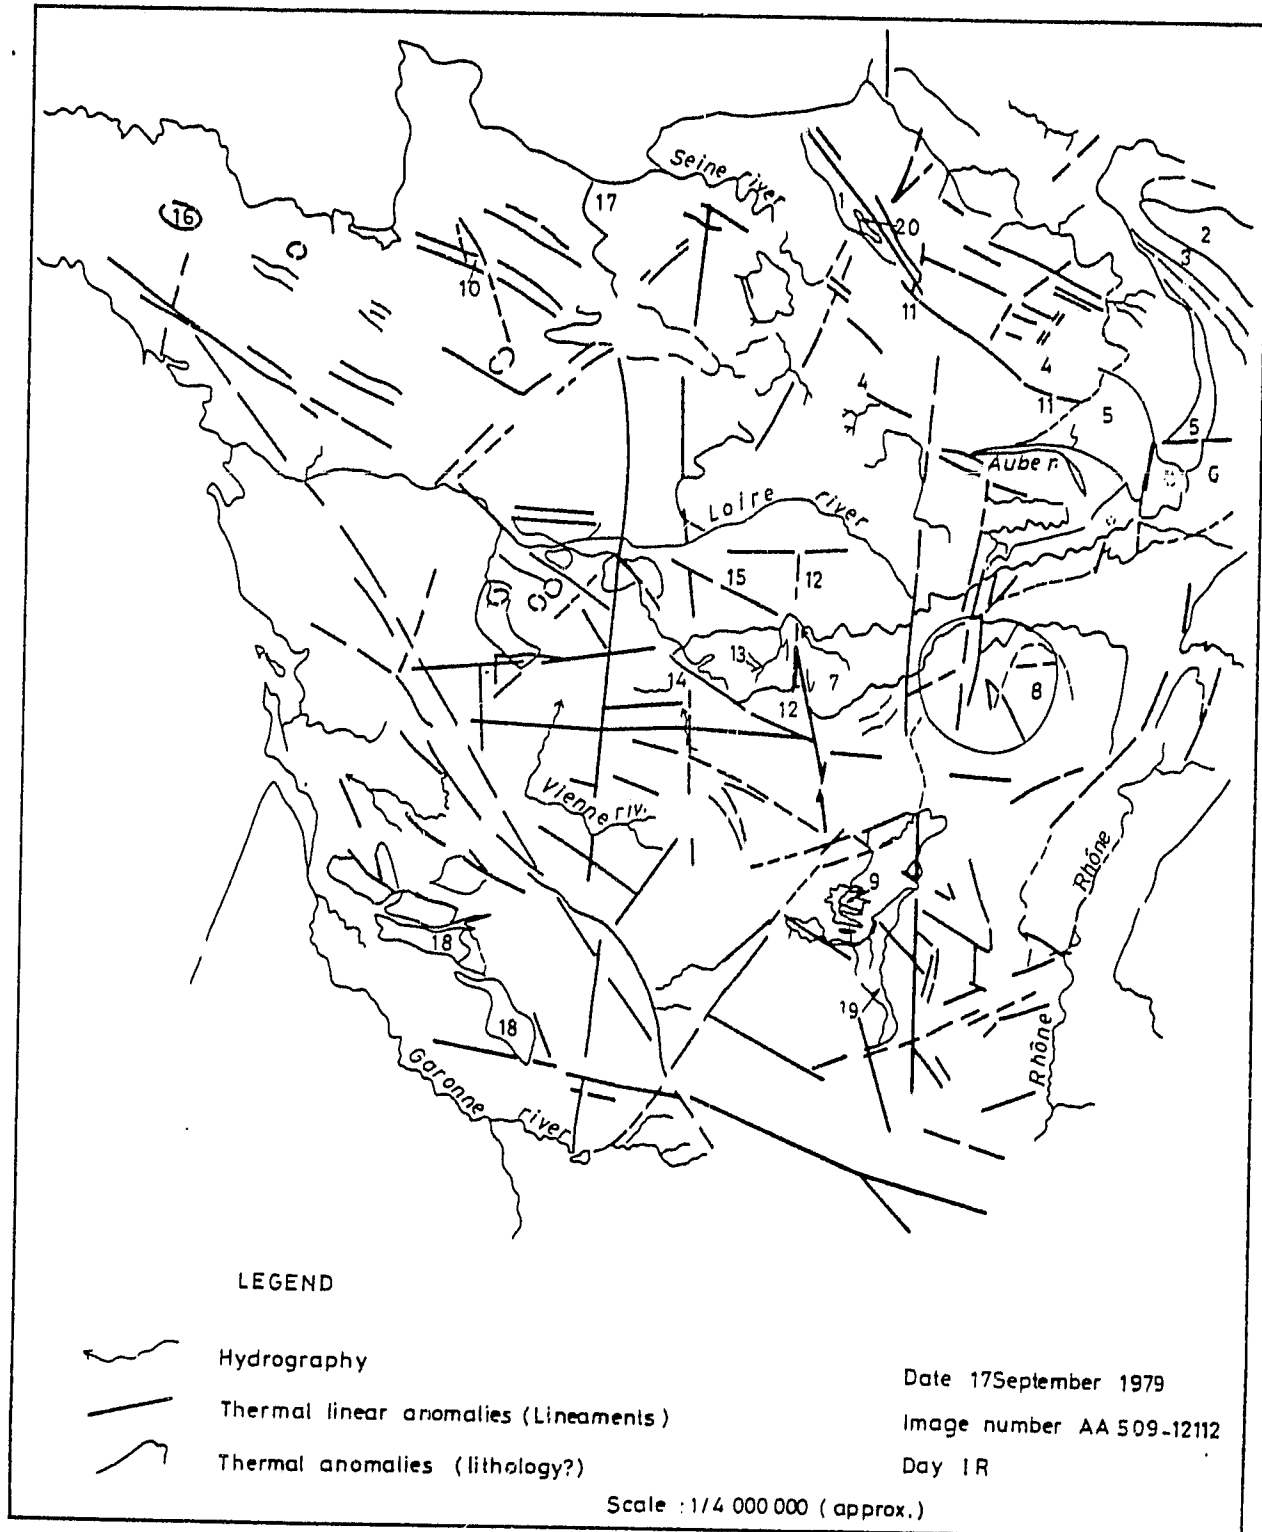 Seine river
17
16
1
20
2
3
10
11
4
4
11
5
5
Auber.
6
Loire river
15
12
13
14
7
12
8
Vienne riv.
9
Rhône
18
19
18
Rhône
Garonne river
LEGEND
Hydrography
Thermal linear anomalies (Lineaments)
Thermal anomalies (lithology?)
Date 17September 1979
Image number AA 509-12112
Day IR
Scale : 1/4 000 000 (approx.)